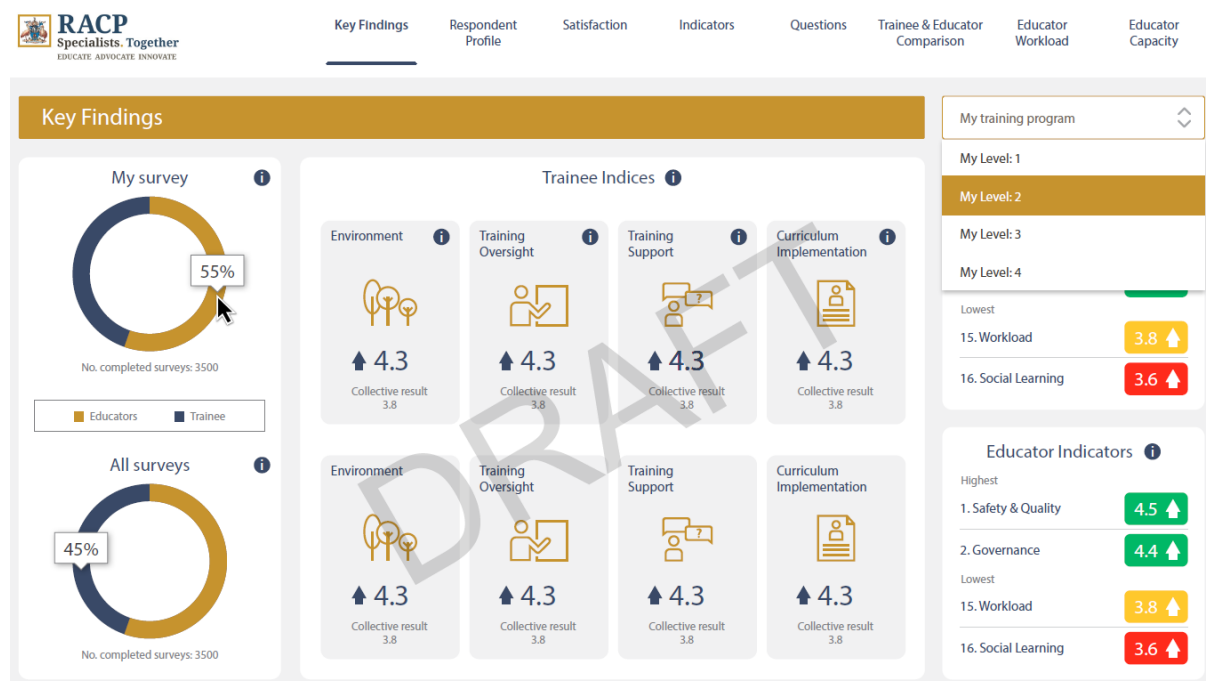 RACP
Specialists. Together
EDUCATE ADVOCATE INNOVATE
Key Findings
Respondent
Profile
Satisfaction
Indicators
Questions
Trainee & Educator
Comparison
Educator
Workload
Educator
Capacity
Key Findings
My training program
My Level: 1
My Level: 2
My Level: 3
My Level: 4
My survey
55%
No. completed surveys: 3500
Educators
Trainee
All surveys
45%
No. completed surveys: 3500
Trainee Indices
Environment
Training
Oversight
Training
Support
Curriculum
Implementation
?
4.3
4.3
4.3
4.3
Collective result
3.8
Collective result
3.8
Collective result
3.8
Collective result
3.8
Environment
Training
Oversight
Training
Support
Curriculum
Implementation
?
4.3
4.3
4.3
4.3
Collective result
3.8
Collective result
3.8
Collective result
3.8
Collective result
3.8
DRAFT
Lowest
15. Workload
3.8
16. Social Learning
3.6
Educator Indicators
Highest
1. Safety & Quality
4.5
2. Governance
4.4
Lowest
15. Workload
3.8
16. Social Learning
3.6